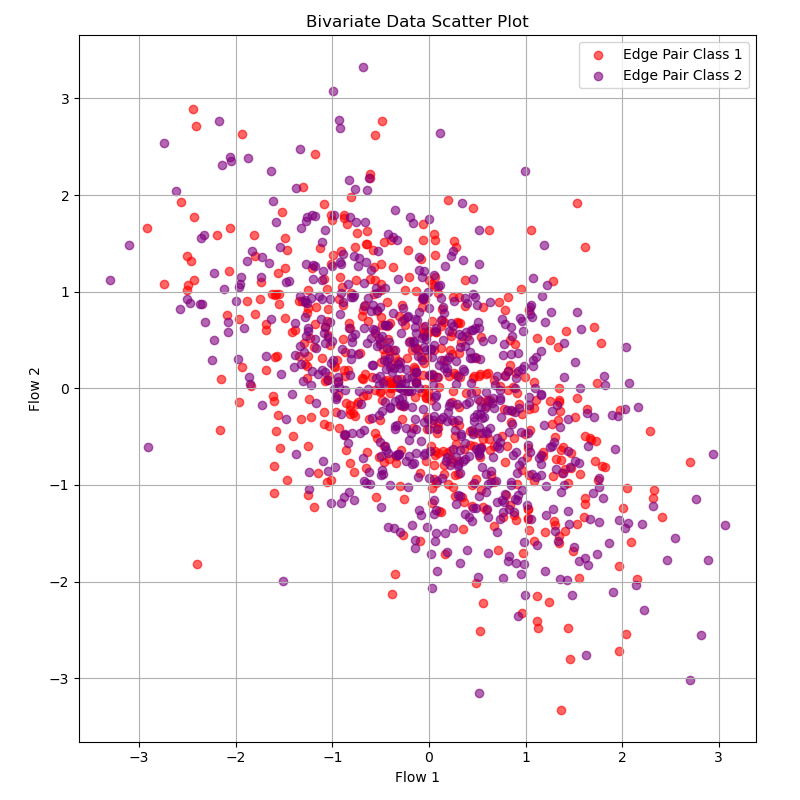 Bivariate Data Scatter Plot
Edge Pair Class 1
Edge Pair Class 2
3
2
1
0
−1
−2
−3
Flow 2
−3 −2 −1 0 1 2 3
Flow 1